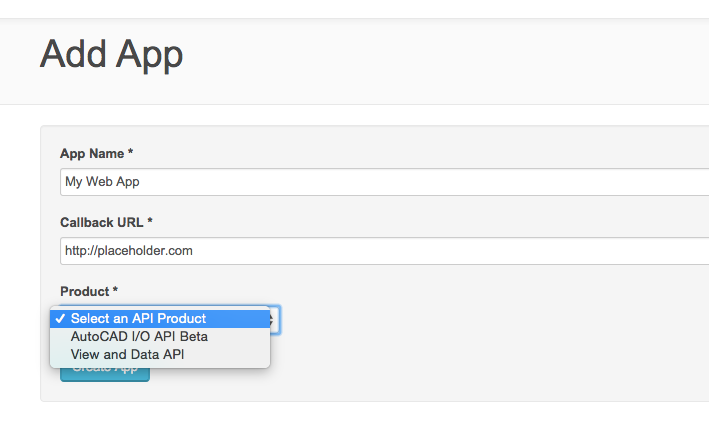 Add App
App Name *
My Web App
Callback URL *
http://placeholder.com
Product *
✓ Select an API Product
AutoCAD I/O API Beta
View and Data API
Create App